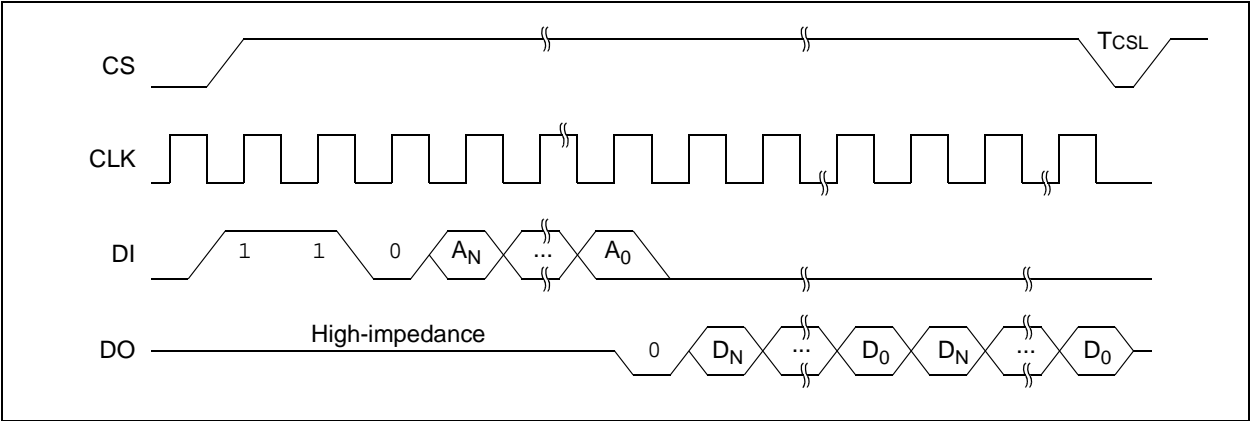 CS TCSL
CLK
DI 1 1 0 AN ... A0
High-impedance
DO 0 DN ... D0 DN ... D0